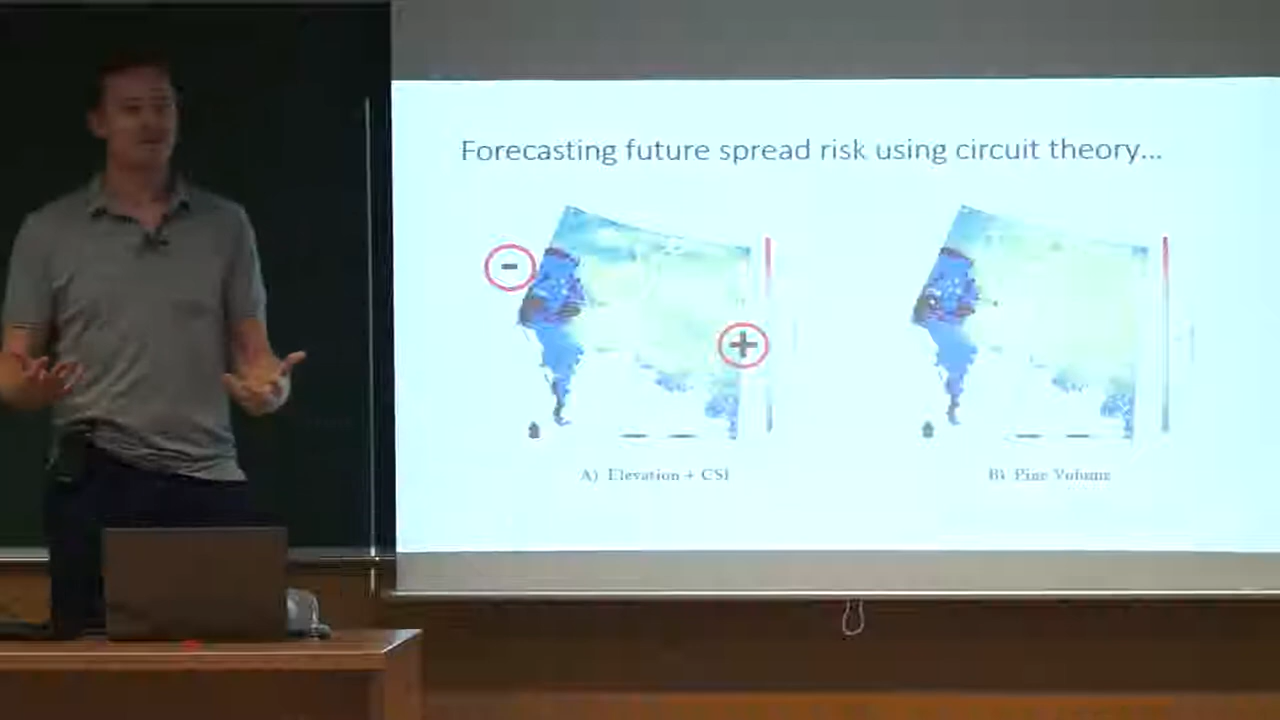 Forecasting future spread risk using circuit theory...
-
+
A) Elevation + CSI
B) Pine Volume